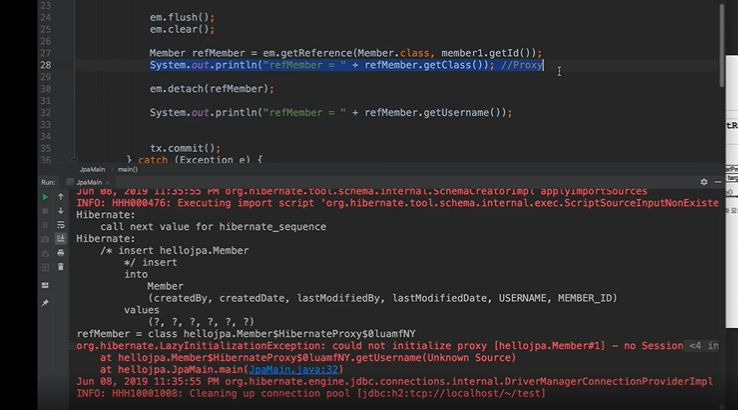 23
24 em.flush();
25 em.clear();
26
27 Member refMember = em.getReference(Member.class, member1.getId());
28 System.out.println("refMember = " + refMember.getClass()); //Proxy
29
30 em.detach(refMember);
31
32 System.out.println("refMember = " + refMember.getUsername());
33
34
35 tx.commit();
36 } catch (Exception e) {
JpaMain › main()
Run: JpaMain ×
Jun 08, 2019 11:35:55 PM org.hibernate.tool.schema.internal.SchemaCreatorImpl applyImportSources
INFO: HHH000476: Executing import script 'org.hibernate.tool.schema.internal.exec.ScriptSourceInputNonExiste
Hibernate:
call next value for hibernate_sequence
Hibernate:
/* insert hellojpa.Member
*/ insert
into
Member
(createdBy, createdDate, lastModifiedBy, lastModifiedDate, USERNAME, MEMBER_ID)
values
(?, ?, ?, ?, ?, ?)
refMember = class hellojpa.Member$HibernateProxy$0luamfNY
org.hibernate.LazyInitializationException: could not initialize proxy [hellojpa.Member#1] - no Session <4 in
at hellojpa.Member$HibernateProxy$0luamfNY.getUsername(Unknown Source)
at hellojpa.JpaMain.main(JpaMain.java:32)
Jun 08, 2019 11:35:55 PM org.hibernate.engine.jdbc.connections.internal.DriverManagerConnectionProviderImpl
INFO: HHH10001008: Cleaning up connection pool [jdbc:h2:tcp://localhost/~/test]